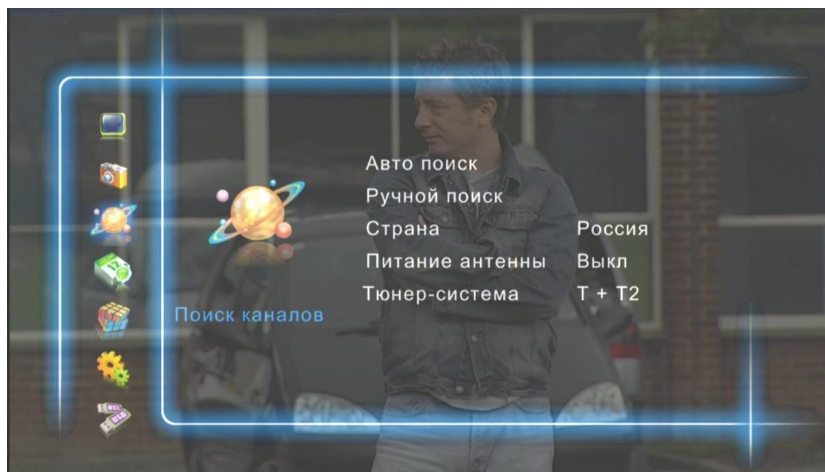 Авто поиск
Ручной поиск
Страна Россия
Питание антенны Выкл
Тюнер-система T + T2
Поиск каналов